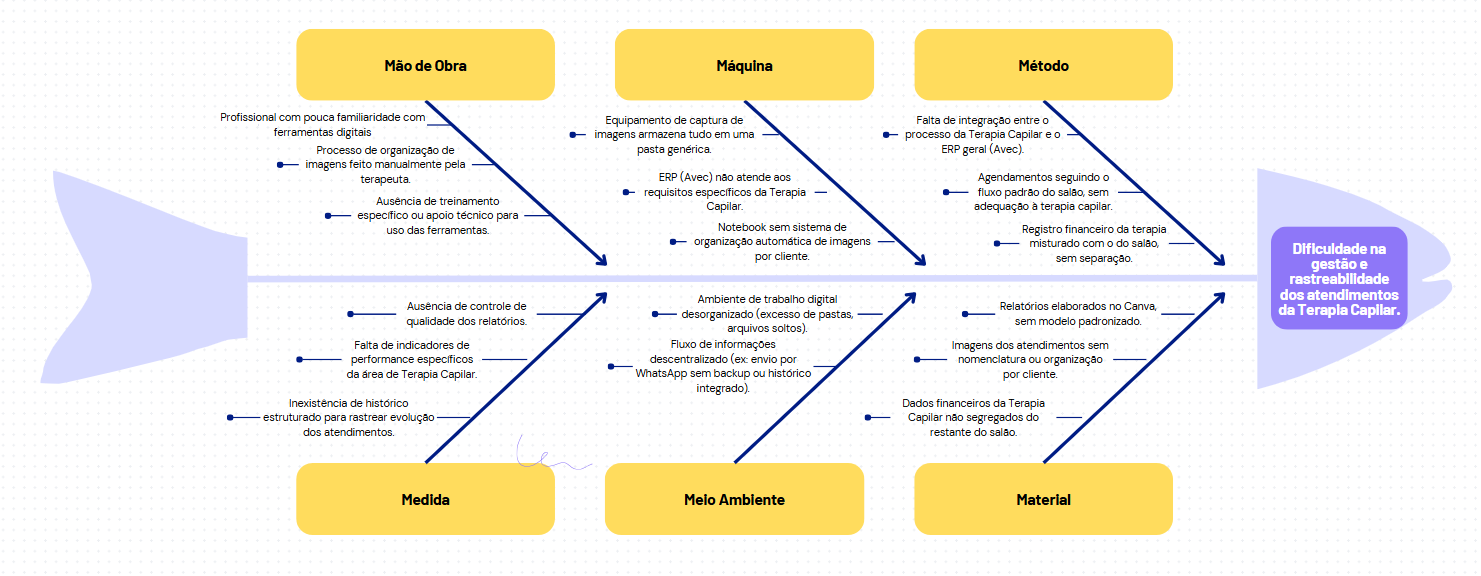 Mão de Obra
Máquina
Método
Profissional com pouca familiaridade com
ferramentas digitais
Processo de organização de
imagens feito manualmente pela
terapeuta.
Ausência de treinamento
específico ou apoio técnico para
uso das ferramentas.
Equipamento de captura de
imagens armazena tudo em uma
pasta genérica.
ERP (Avec) não atende aos
requisitos específicos da Terapia
Capilar.
Notebook sem sistema de
organização automática de imagens
por cliente.
Falta de integração entre o
processo da Terapia Capilar e o
ERP geral (Avec).
Agendamentos seguindo o
fluxo padrão do salão, sem
adequação à terapia capilar.
Registro financeiro da terapia
misturado com o do salão,
sem separação.
Dificuldade na
gestão e
rastreabilidade
dos atendimentos
da Terapia Capilar.
Ausência de controle de
qualidade dos relatórios.
Falta de indicadores de
performance específicos
da área de Terapia Capilar.
Inexistência de histórico
estruturado para rastrear evolução
dos atendimentos.
Ambiente de trabalho digital
desorganizado (excesso de pastas,
arquivos soltos).
Fluxo de informações
descentralizado (ex: envio por
WhatsApp sem backup ou histórico
integrado).
Relatórios elaborados no Canva,
sem modelo padronizado.
Imagens dos atendimentos sem
nomenclatura ou organização
por cliente.
Dados financeiros da Terapia
Capilar não segregados do
restante do salão.
Medida
Meio Ambiente
Material